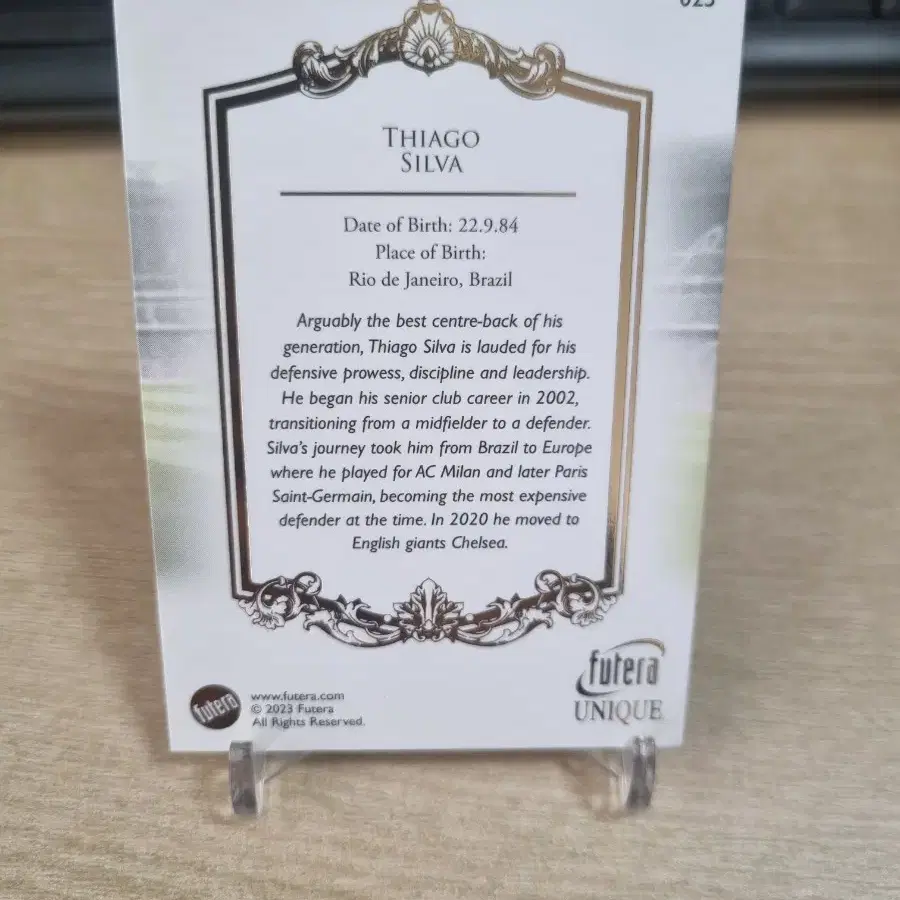 023
THIAGO
SILVA
Date of Birth: 22.9.84
Place of Birth:
Rio de Janeiro, Brazil
Arguably the best centre-back of his
generation, Thiago Silva is lauded for his
defensive prowess, discipline and leadership.
He began his senior club career in 2002,
transitioning from a midfielder to a defender.
Silva's journey took him from Brazil to Europe
where he played for AC Milan and later Paris
Saint-Germain, becoming the most expensive
defender at the time. In 2020 he moved to
English giants Chelsea.
futera
UNIQUE
futera
www.futera.com
© 2023 Futera
All Rights Reserved.